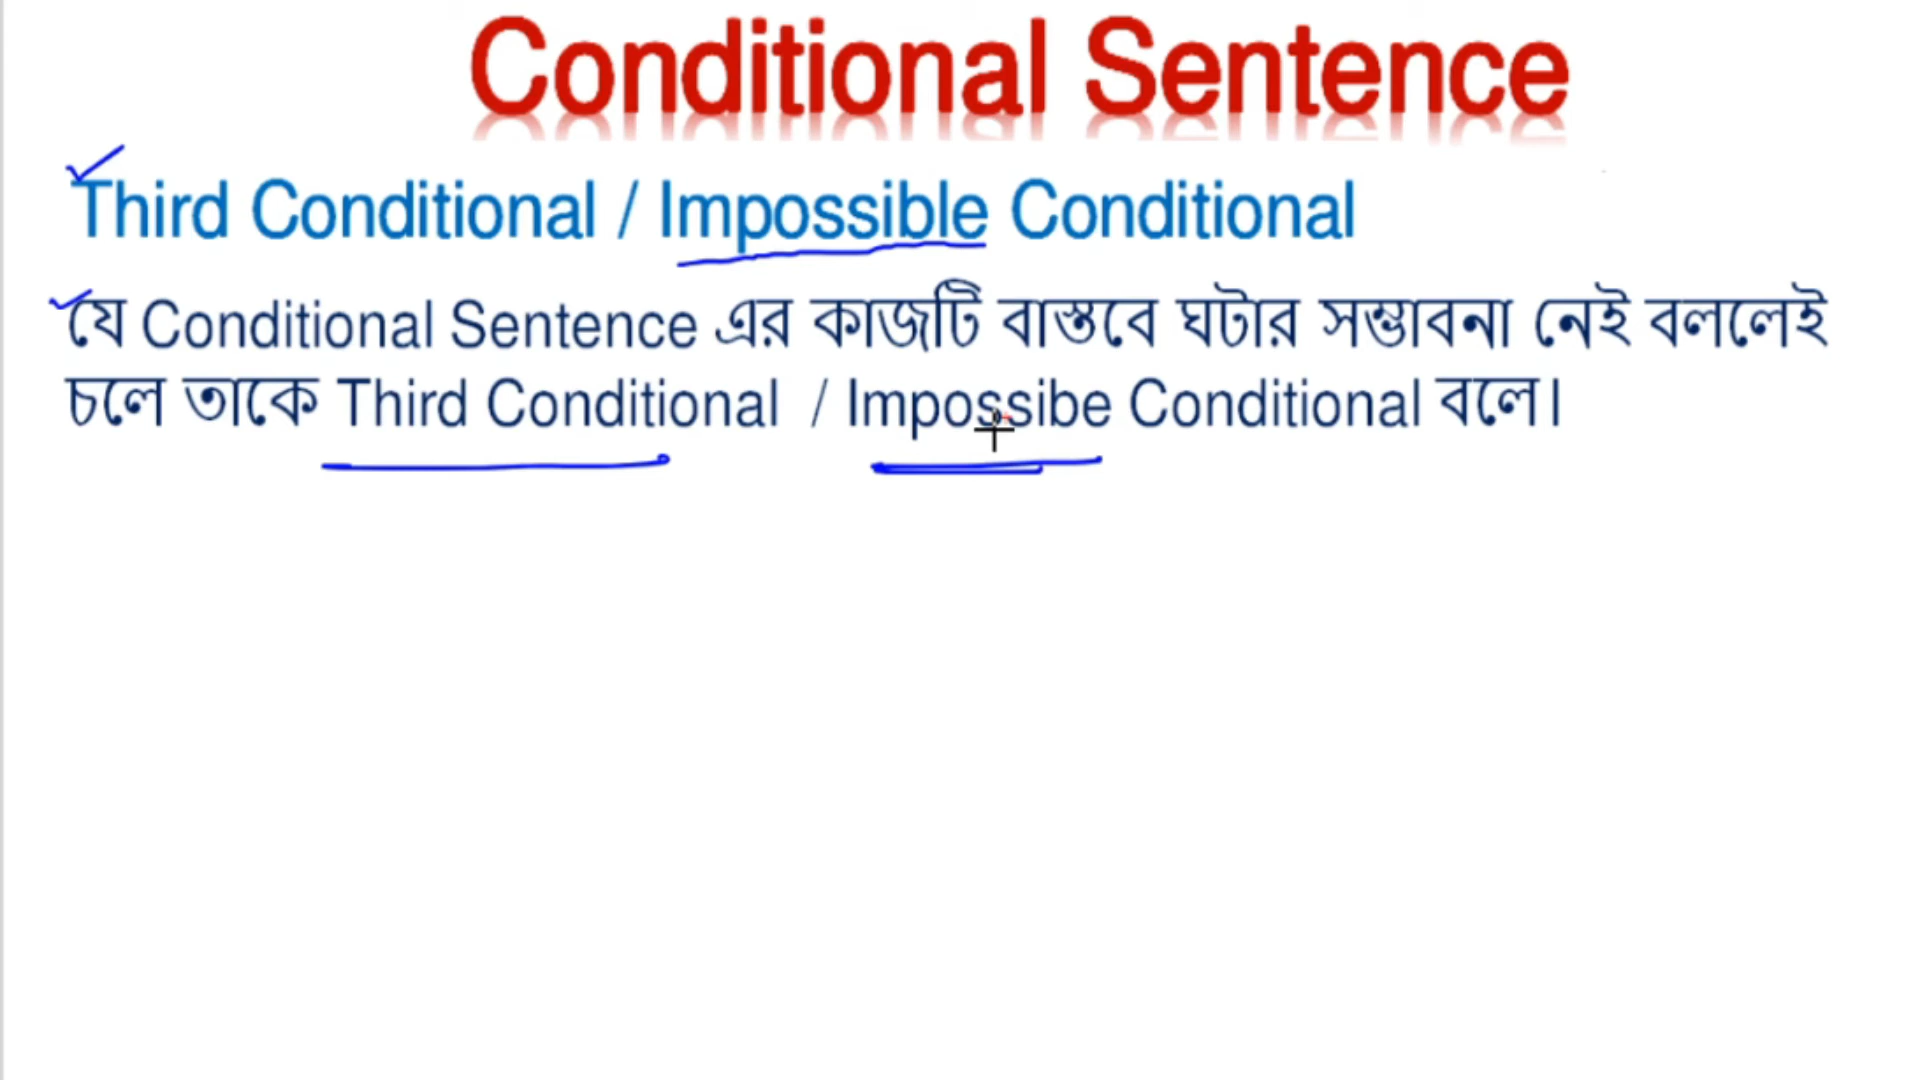 Conditional Sentence
Third Conditional / Impossible Conditional
যে Conditional Sentence এর কাজটি বাস্তবে ঘটার সম্ভাবনা নেই বললেই
চলে তাকে Third Conditional / Impossibe Conditional বলে।